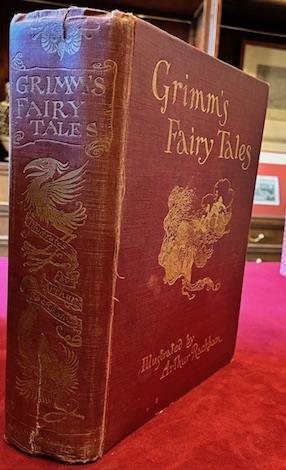 GRIMM'S
FAIRY
TALES
Grimm's
Fairy Tales
Illustrated by
Arthur Rackham